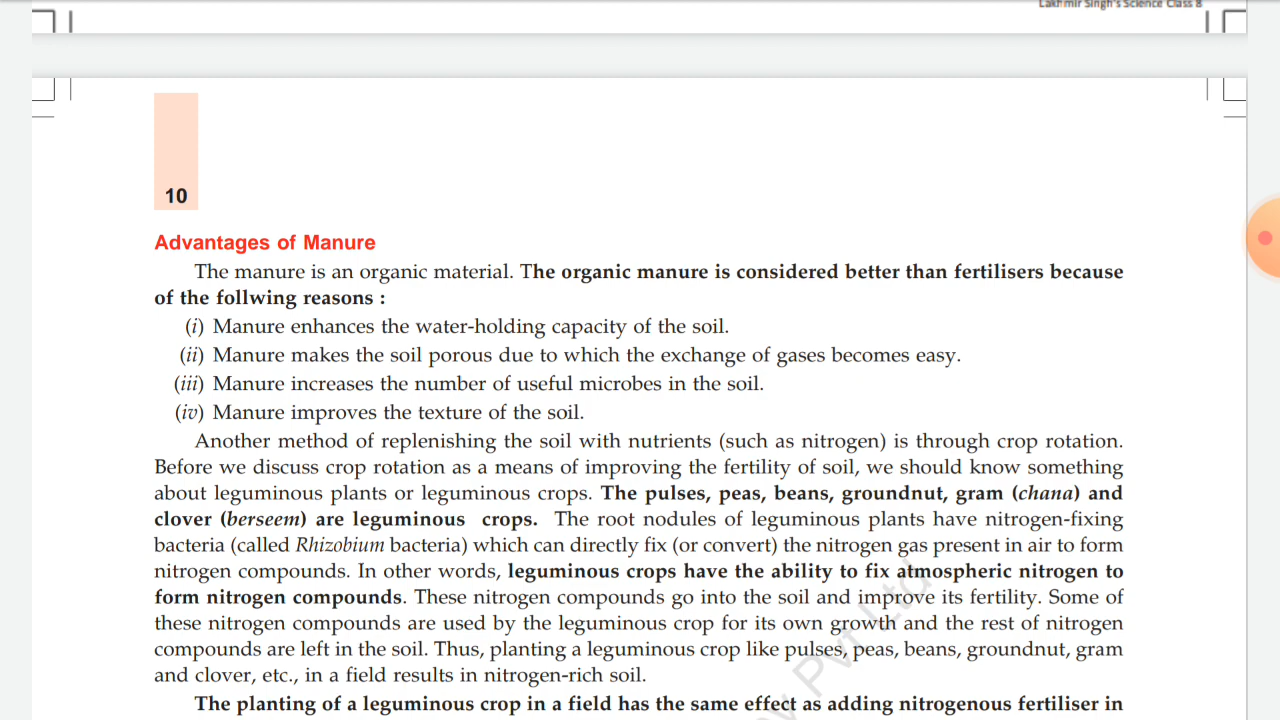 Lakhmir Singh's Science Class 8
10
Advantages of Manure
The manure is an organic material. The organic manure is considered better than fertilisers because
of the follwing reasons :
(i) Manure enhances the water-holding capacity of the soil.
(ii) Manure makes the soil porous due to which the exchange of gases becomes easy.
(iii) Manure increases the number of useful microbes in the soil.
(iv) Manure improves the texture of the soil.
Another method of replenishing the soil with nutrients (such as nitrogen) is through crop rotation.
Before we discuss crop rotation as a means of improving the fertility of soil, we should know something
about leguminous plants or leguminous crops. The pulses, peas, beans, groundnut, gram (chana) and
clover (berseem) are leguminous crops. The root nodules of leguminous plants have nitrogen-fixing
bacteria (called Rhizobium bacteria) which can directly fix (or convert) the nitrogen gas present in air to form
nitrogen compounds. In other words, leguminous crops have the ability to fix atmospheric nitrogen to
form nitrogen compounds. These nitrogen compounds go into the soil and improve its fertility. Some of
these nitrogen compounds are used by the leguminous crop for its own growth and the rest of nitrogen
compounds are left in the soil. Thus, planting a leguminous crop like pulses, peas, beans, groundnut, gram
and clover, etc., in a field results in nitrogen-rich soil.
The planting of a leguminous crop in a field has the same effect as adding nitrogenous fertiliser in
Pvt Ltd